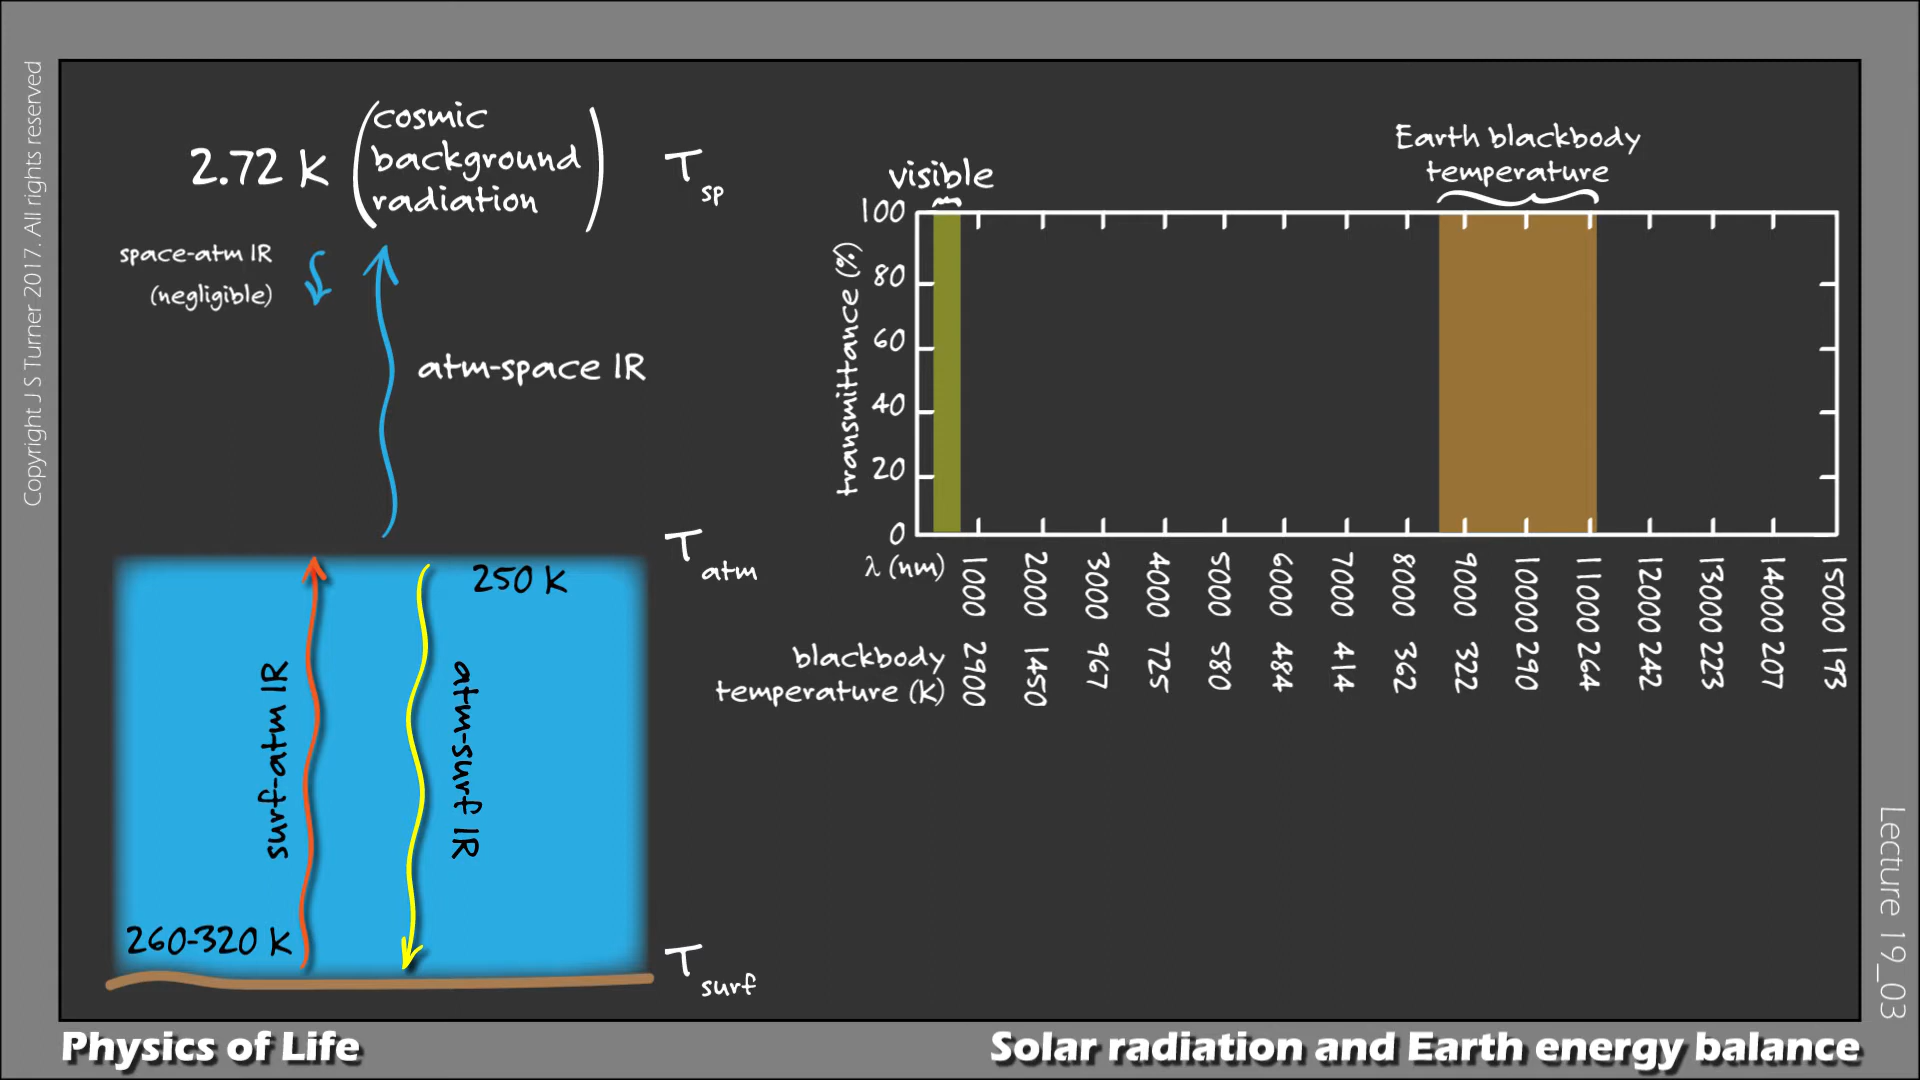 Copyright J S Turner 2017. All rights reserved
2.72 K
cosmic
background
radiation
T sp
space-atm IR
(negligible)
atm-space IR
T atm
250 K
surf-atm IR
atm-surf IR
260-320 K
T surf
visible
Earth blackbody
temperature
transmittance (%)
100
80
60
40
20
0
λ (nm) 1000 2000 3000 4000 5000 6000 7000 8000 9000 10000 11000 12000 13000 14000 15000
blackbody
temperature (K) 2900 1450 967 725 580 484 414 362 322 290 264 242 223 207 193
Lecture 19_03
Physics of Life
Solar radiation and Earth energy balance